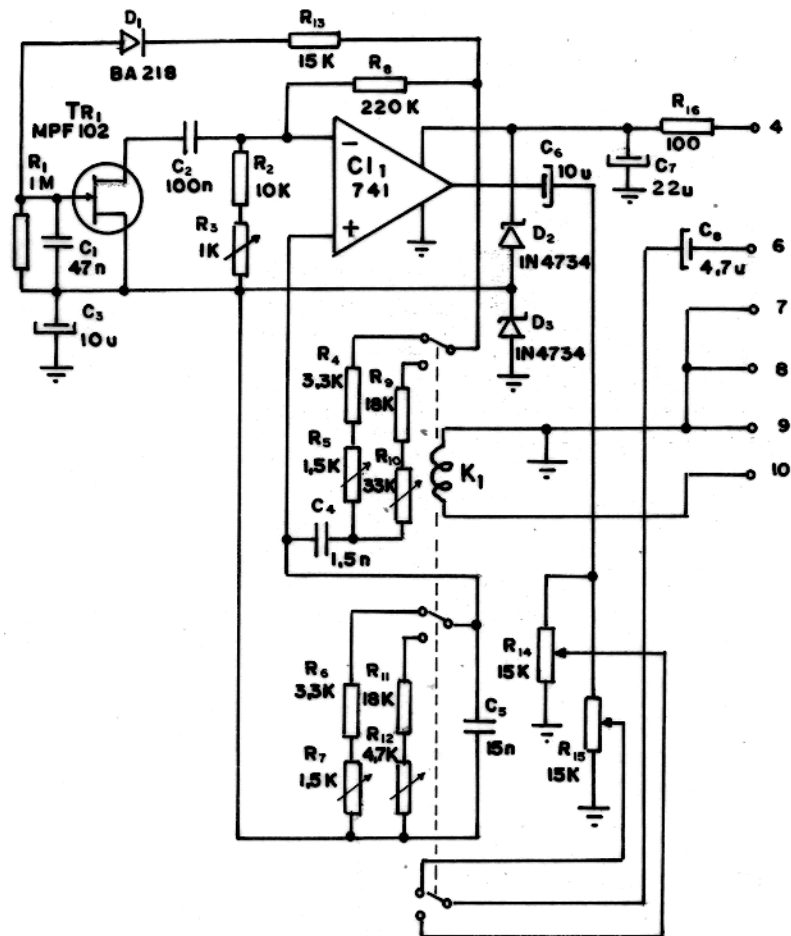 D1
BA 218
R13
15 K
R8
220 K
TR1
MPF 102
R1
1M
C2
100n
R2
10K
R3
1K
C1
47n
C3
10u
−
CI1
741
+
C6
10u
R16
100
4
C7
22u
D2
1N4734
D3
1N4734
C8
4,7u
6
7
8
9
10
R4
3,3K
R9
18K
R5
1,5K
R10
33K
K1
C4
1,5n
R6
3,3K
R11
18K
R7
1,5K
R12
4,7K
C5
15n
R14
15K
R15
15K